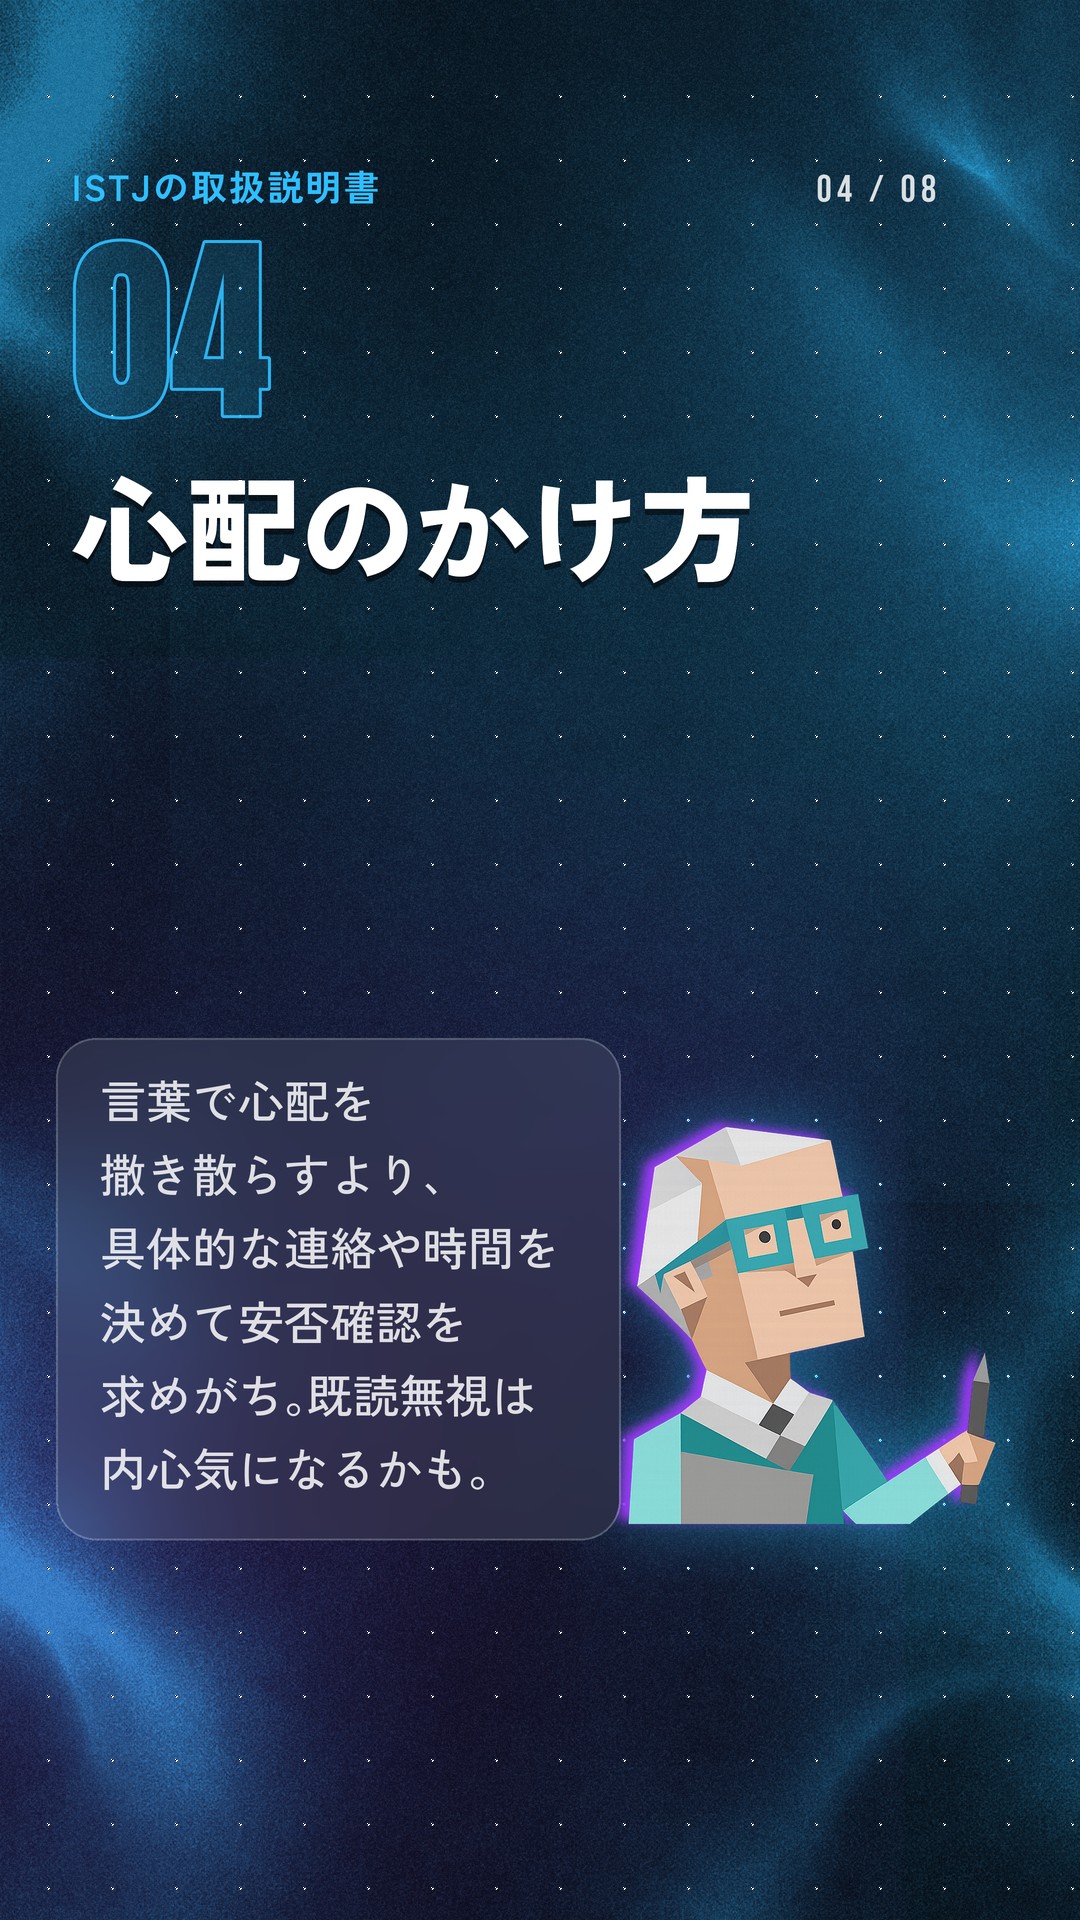 ISTJの取扱説明書
04 / 08
04
心配のかけ方
言葉で心配を
撒き散らすより、
具体的な連絡や時間を
決めて安否確認を
求めがち。既読無視は
内心気になるかも。